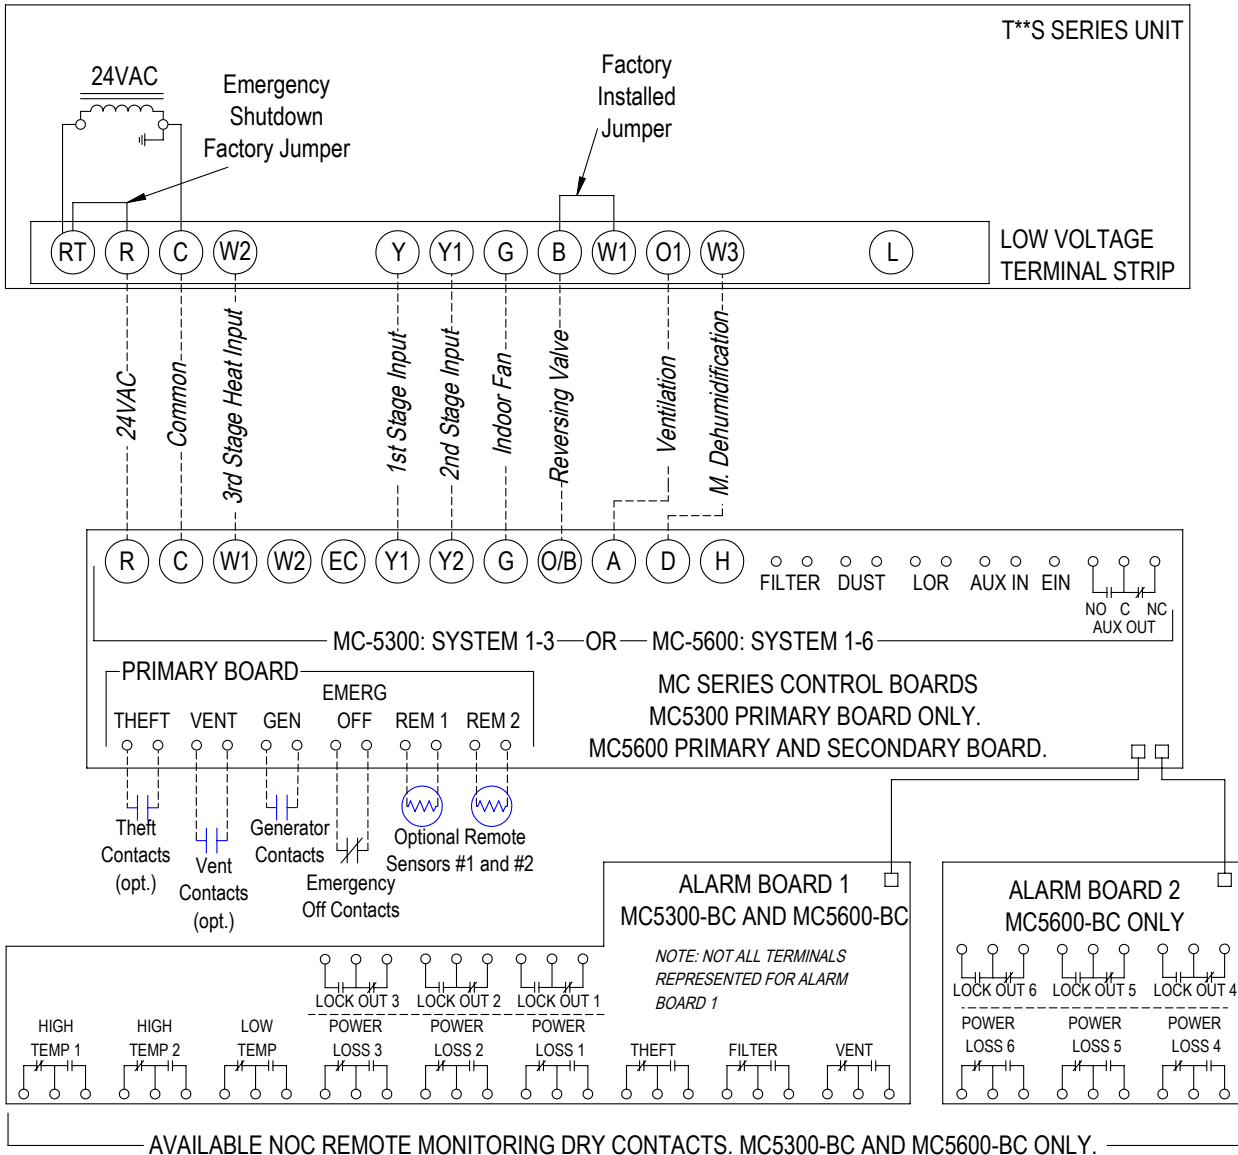 T**S SERIES UNIT
24VAC
Emergency
Shutdown
Factory Jumper
Factory
Installed
Jumper
RT R C W2 Y Y1 G B W1 O1 W3 L
LOW VOLTAGE
TERMINAL STRIP
24VAC
Common
3rd Stage Heat Input
1st Stage Input
2nd Stage Input
Indoor Fan
Reversing Valve
Ventilation
M. Dehumidification
R C W1 W2 EC Y1 Y2 G O/B A D H
FILTER DUST LOR AUX IN EIN
NO C NC
AUX OUT
MC-5300: SYSTEM 1-3 OR MC-5600: SYSTEM 1-6
PRIMARY BOARD
THEFT VENT GEN
EMERG
OFF
REM 1 REM 2
MC SERIES CONTROL BOARDS
MC5300 PRIMARY BOARD ONLY.
MC5600 PRIMARY AND SECONDARY BOARD.
Theft
Contacts
(opt.)
Vent
Contacts
(opt.)
Generator
Contacts
Emergency
Off Contacts
Optional Remote
Sensors #1 and #2
ALARM BOARD 1
MC5300-BC AND MC5600-BC
NOTE: NOT ALL TERMINALS
REPRESENTED FOR ALARM
BOARD 1
LOCK OUT 3 LOCK OUT 2 LOCK OUT 1
HIGH
TEMP 1
HIGH
TEMP 2
LOW
TEMP
POWER
LOSS 3
POWER
LOSS 2
POWER
LOSS 1
THEFT
FILTER
VENT
ALARM BOARD 2
MC5600-BC ONLY
LOCK OUT 6 LOCK OUT 5 LOCK OUT 4
POWER
LOSS 6
POWER
LOSS 5
POWER
LOSS 4
AVAILABLE NOC REMOTE MONITORING DRY CONTACTS. MC5300-BC AND MC5600-BC ONLY.